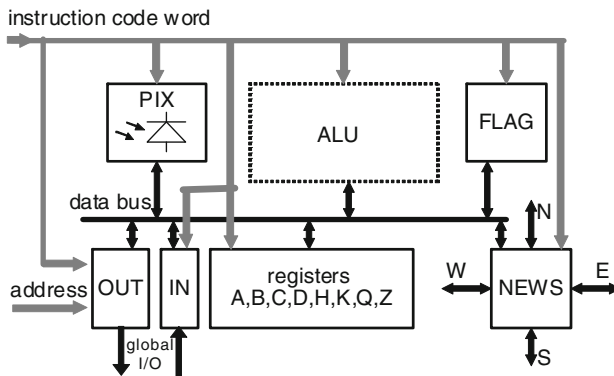 instruction code word
PIX
ALU
FLAG
data bus
N
OUT
IN
registers
A,B,C,D,H,K,Q,Z
W
NEWS
E
address
global
I/O
S